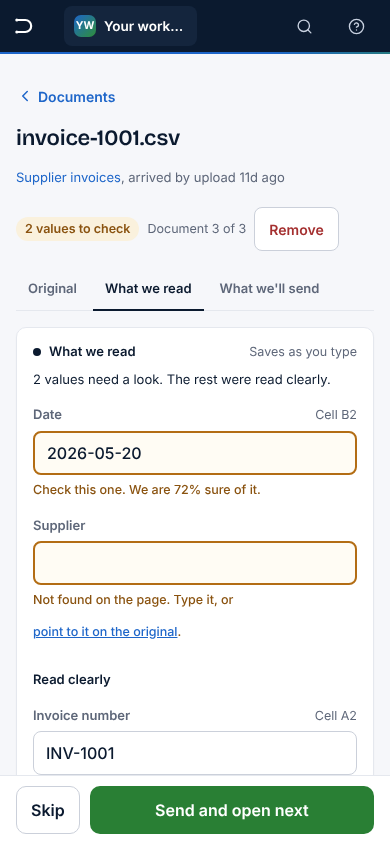 YW Your work...
Documents
invoice-1001.csv
Supplier invoices, arrived by upload 11d ago
2 values to check Document 3 of 3 Remove
Original What we read What we'll send
What we read Saves as you type
2 values need a look. The rest were read clearly.
Date Cell B2
2026-05-20
Check this one. We are 72% sure of it.
Supplier
Not found on the page. Type it, or
point to it on the original.
Read clearly
Invoice number Cell A2
INV-1001
Skip Send and open next